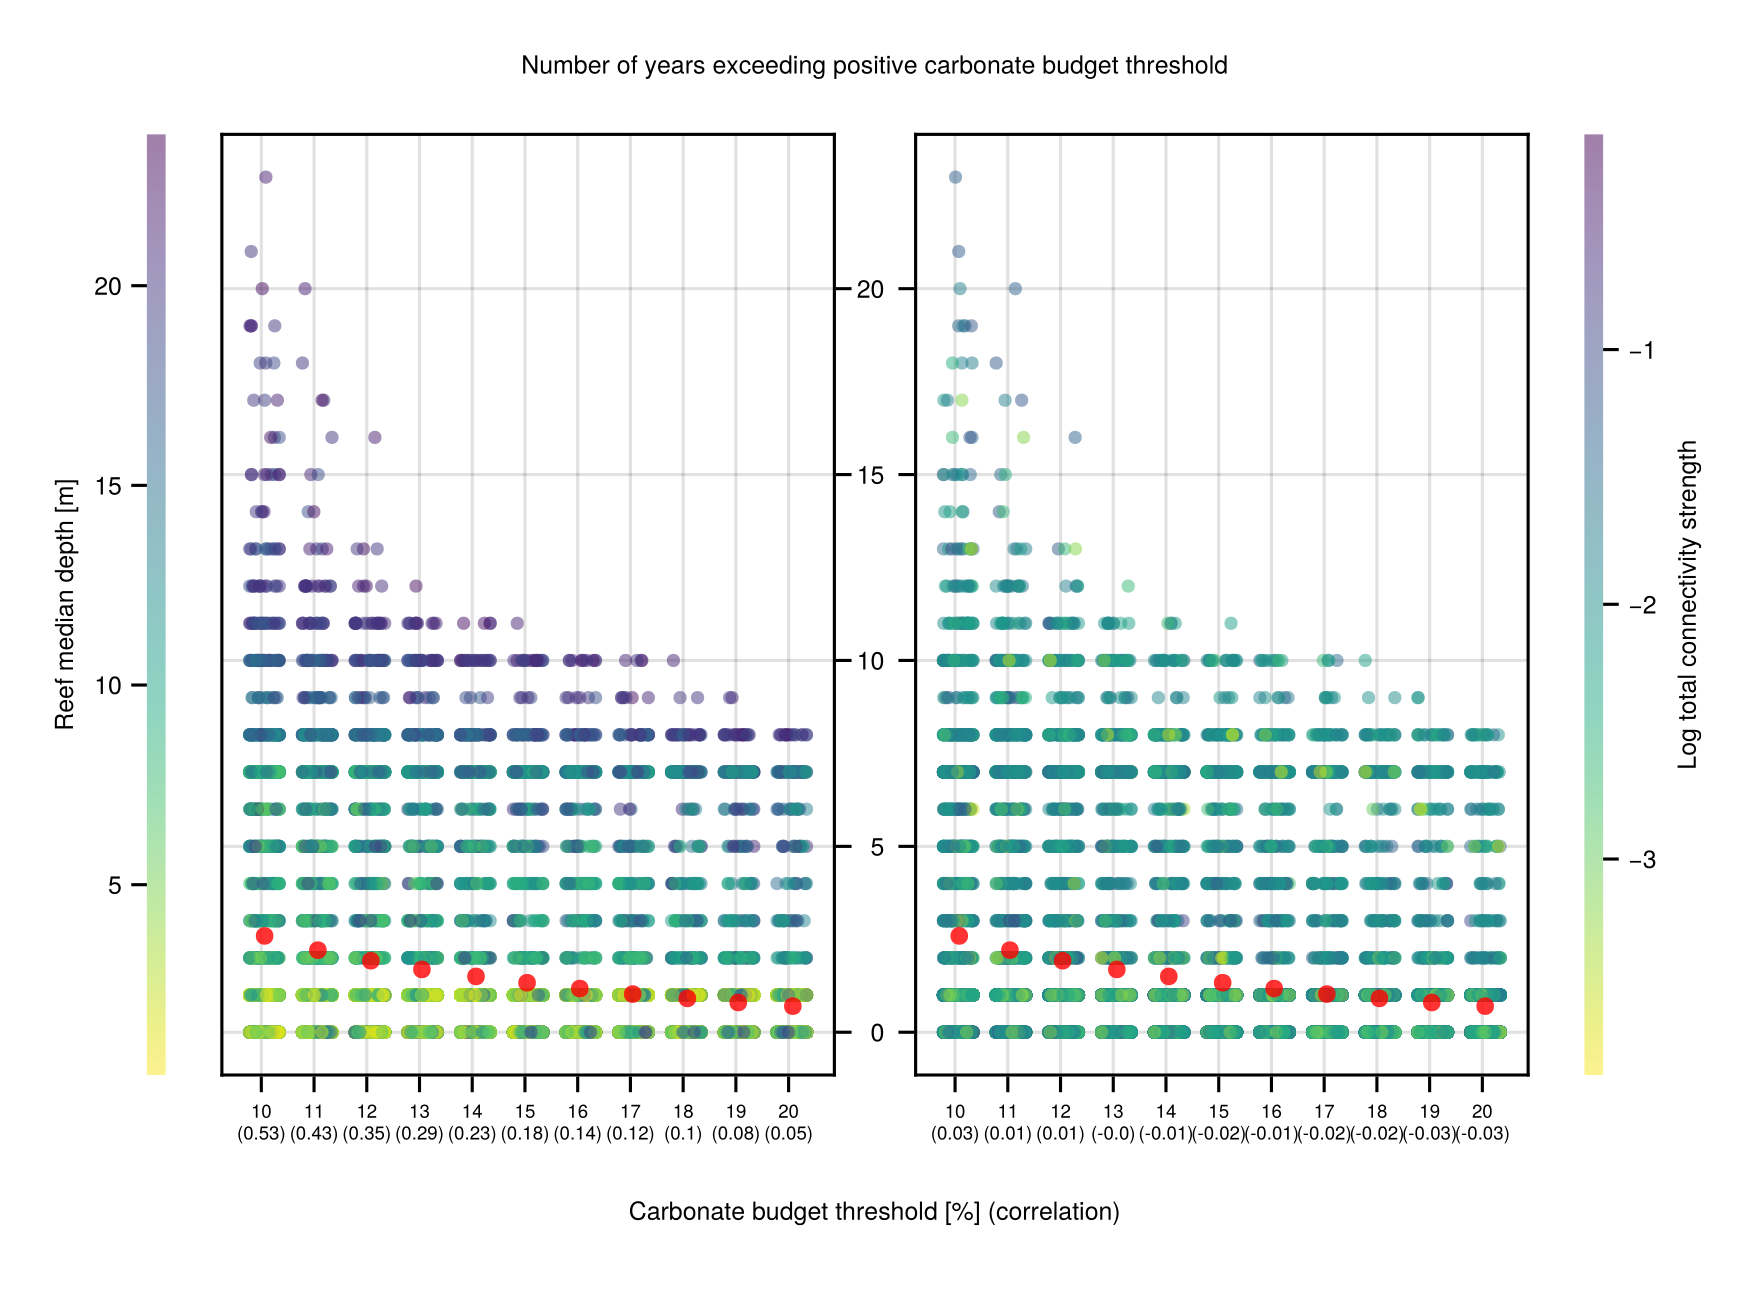 Number of years exceeding positive carbonate budget threshold
Reef median depth [m]
20
15
10
5
20
15
10
5
0
−1
−2
−3
Log total connectivity strength
10 11 12 13 14 15 16 17 18 19 20
(0.53) (0.43) (0.35) (0.29) (0.23) (0.18) (0.14) (0.12) (0.1) (0.08) (0.05)
10 11 12 13 14 15 16 17 18 19 20
(0.03) (0.01) (0.01) (-0.0) (-0.01) (-0.02) (-0.01) (-0.02) (-0.02) (-0.03) (-0.03)
Carbonate budget threshold [%] (correlation)